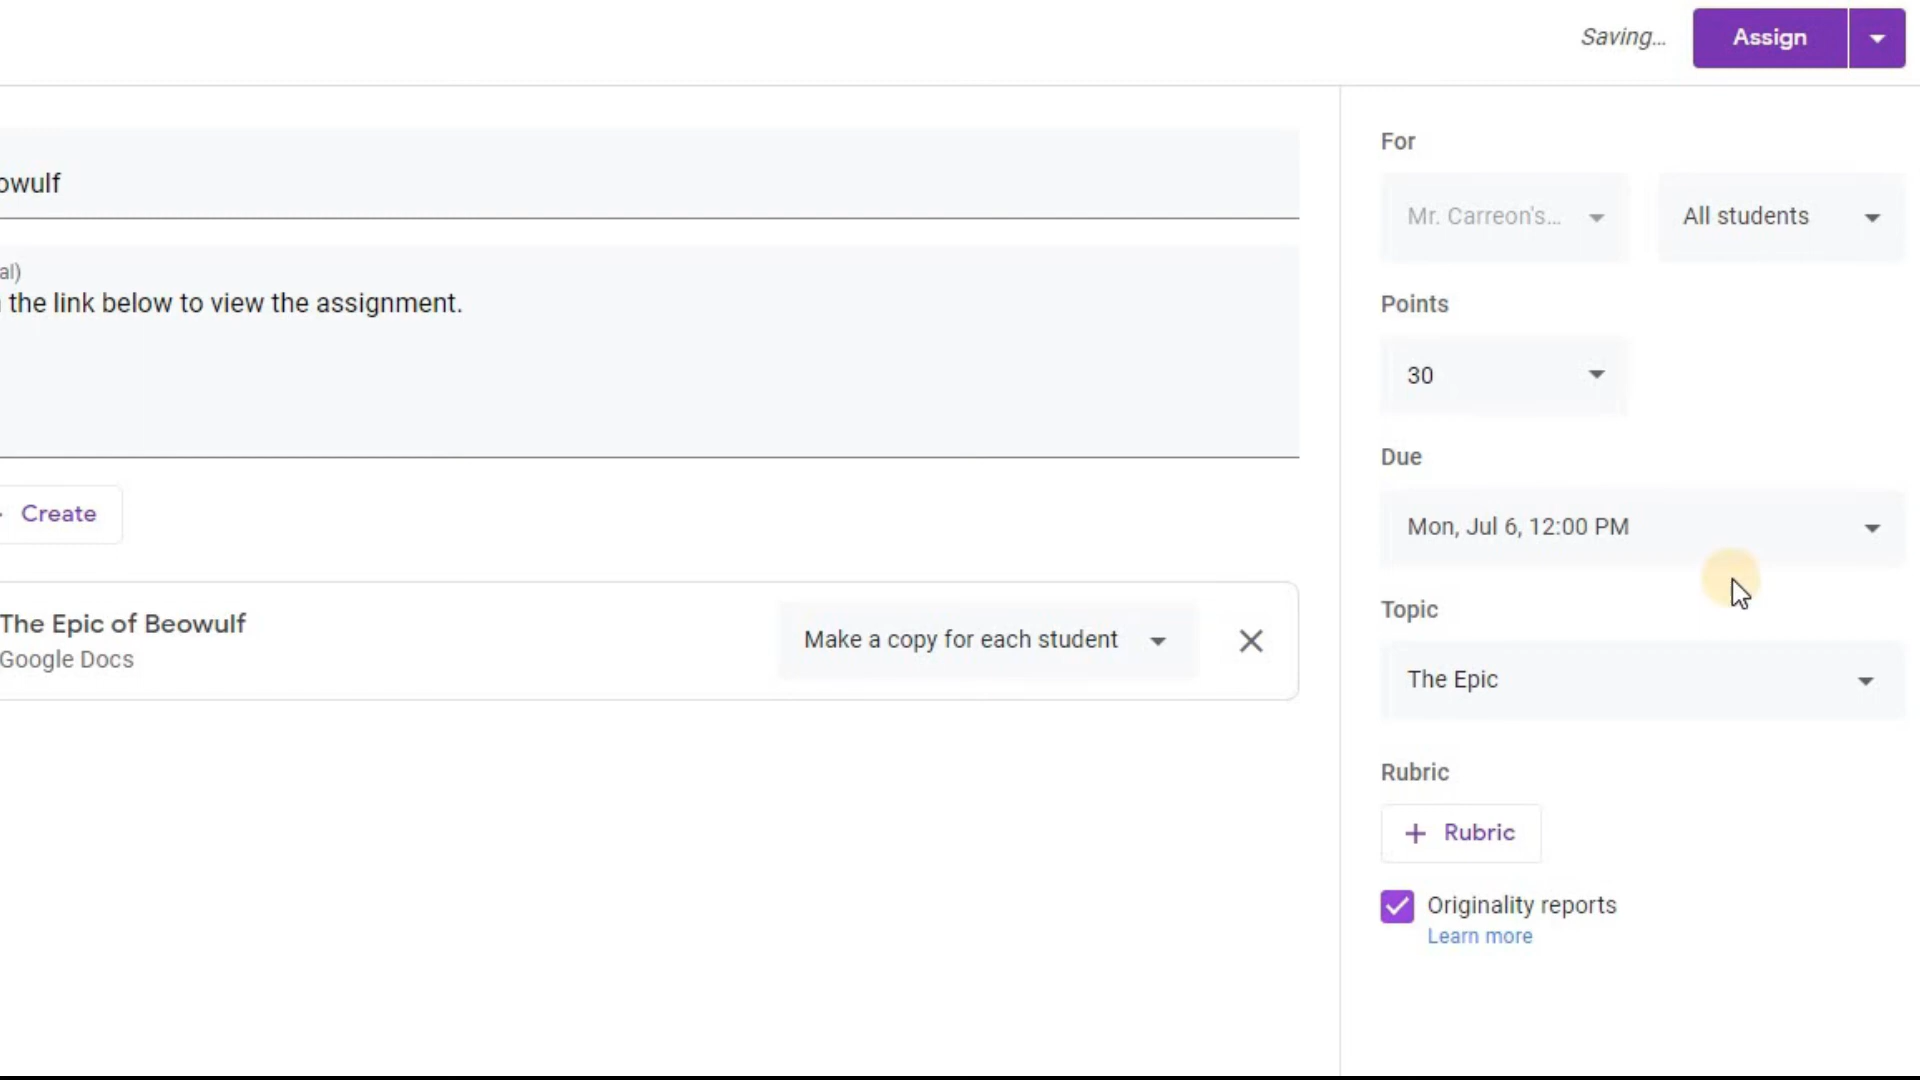 Saving...
Assign
For
Mr. Carreon's...
All students
Points
30
Due
Mon, Jul 6, 12:00 PM
Topic
The Epic
Rubric
+ Rubric
Originality reports
Learn more
owulf
al)
the link below to view the assignment.
Create
The Epic of Beowulf
Google Docs
Make a copy for each student